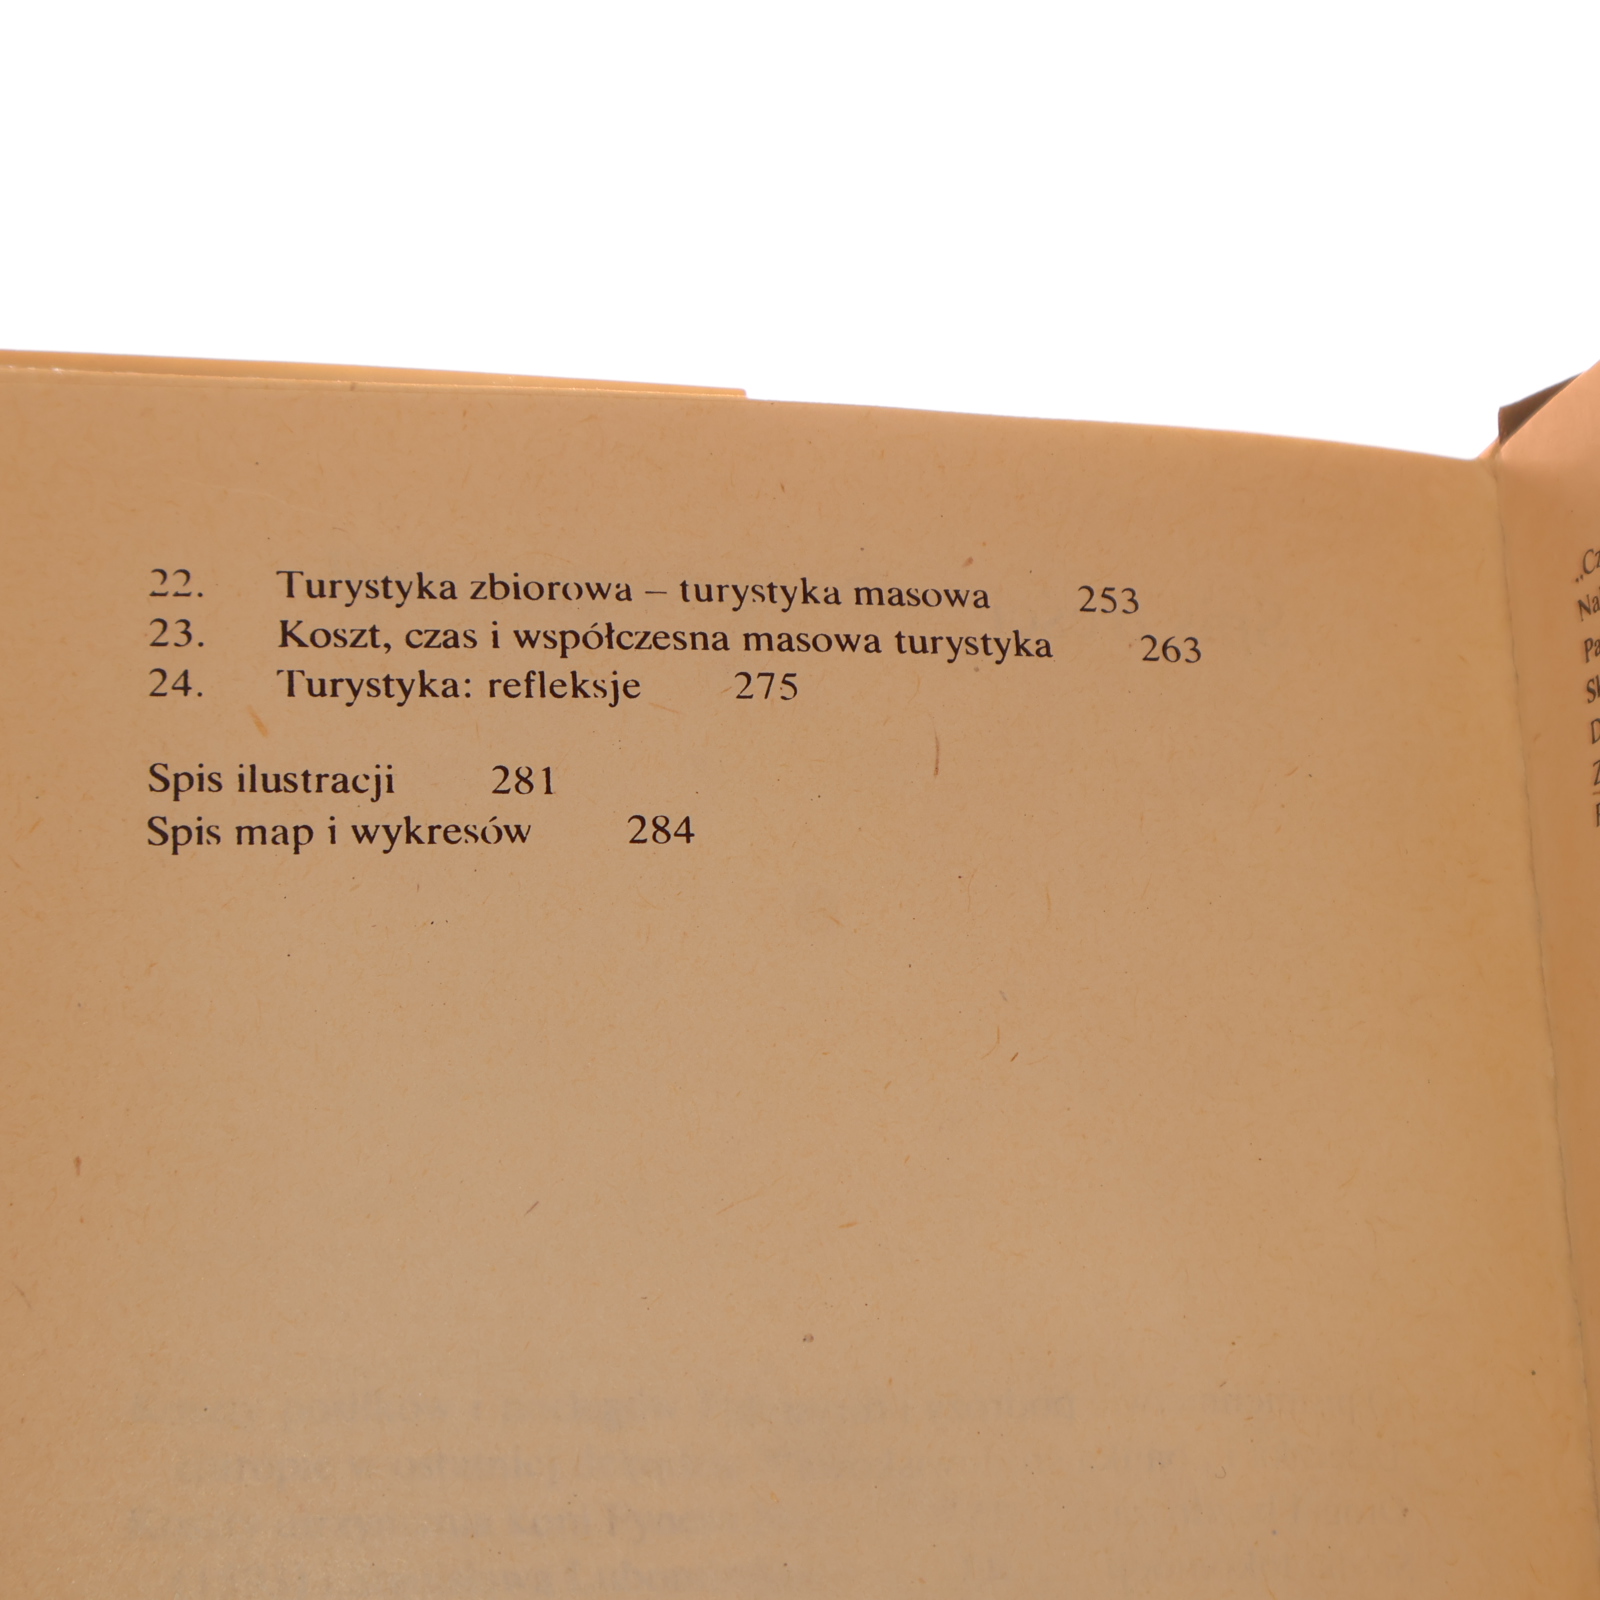 22. Turystyka zbiorowa – turystyka masowa 253
23. Koszt, czas i współczesna masowa turystyka 263
24. Turystyka: refleksje 275
Spis ilustracji 281
Spis map i wykresów 284